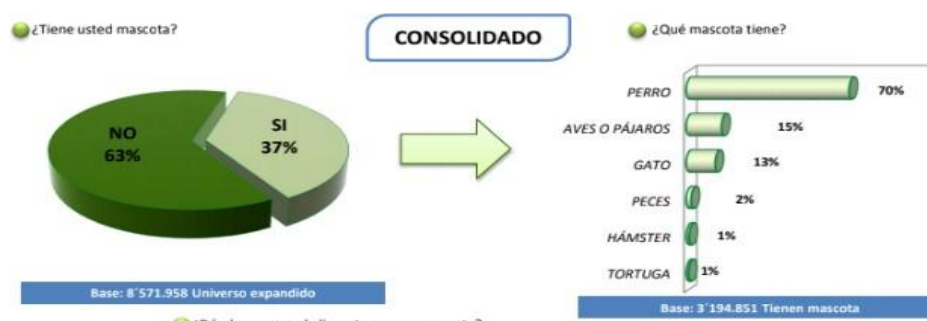 ¿Tiene usted mascota?
CONSOLIDADO
¿Qué mascota tiene?
NO
63%
SI
37%
PERRO 70%
AVES O PÁJAROS 15%
GATO 13%
PECES 2%
HÁMSTER 1%
TORTUGA 1%
Base: 8´571.958 Universo expandido
Base: 3´194.851 Tienen mascota